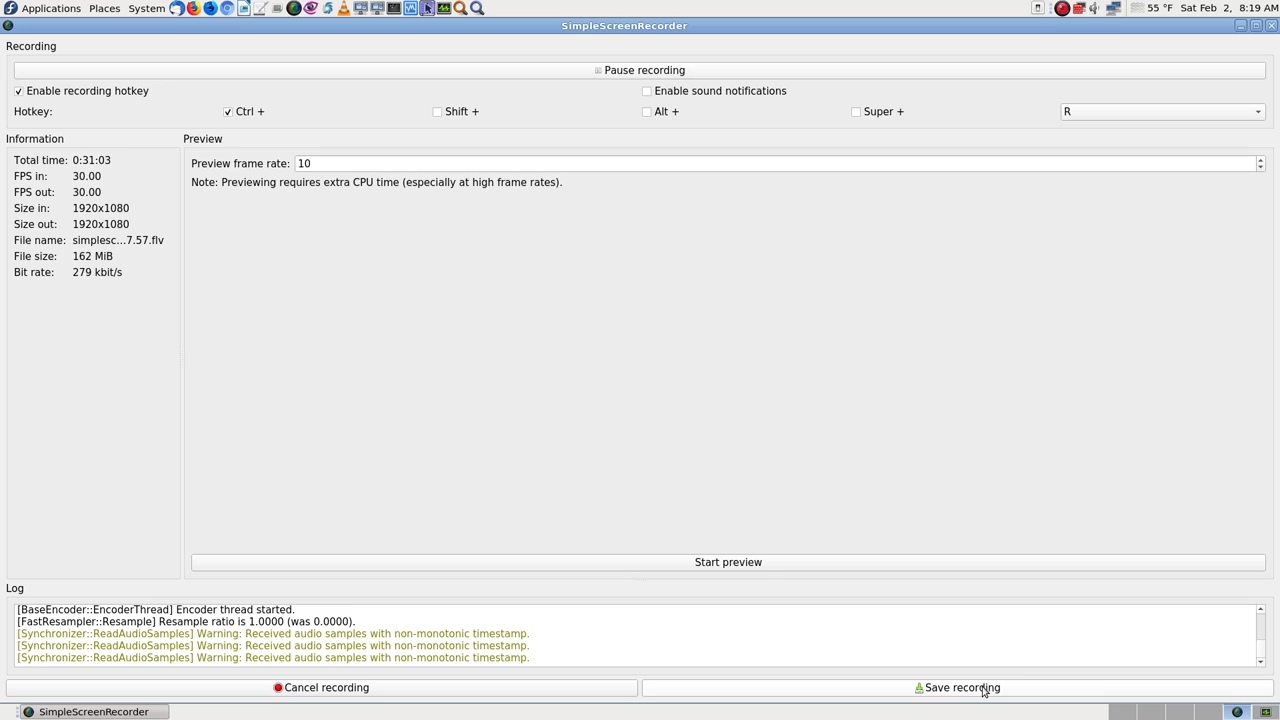 Applications Places System 55 °F Sat Feb 2, 8:19 AM
SimpleScreenRecorder
Recording
Pause recording
Enable recording hotkey Enable sound notifications
Hotkey: Ctrl + Shift + Alt + Super + R
Information
Total time: 0:31:03
FPS in: 30.00
FPS out: 30.00
Size in: 1920x1080
Size out: 1920x1080
File name: simplesc...7.57.flv
File size: 162 MiB
Bit rate: 279 kbit/s
Preview
Preview frame rate: 10
Note: Previewing requires extra CPU time (especially at high frame rates).
Start preview
Log
[BaseEncoder::EncoderThread] Encoder thread started.
[FastResampler::Resample] Resample ratio is 1.0000 (was 0.0000).
[Synchronizer::ReadAudioSamples] Warning: Received audio samples with non-monotonic timestamp.
[Synchronizer::ReadAudioSamples] Warning: Received audio samples with non-monotonic timestamp.
[Synchronizer::ReadAudioSamples] Warning: Received audio samples with non-monotonic timestamp.
Cancel recording Save recording
SimpleScreenRecorder